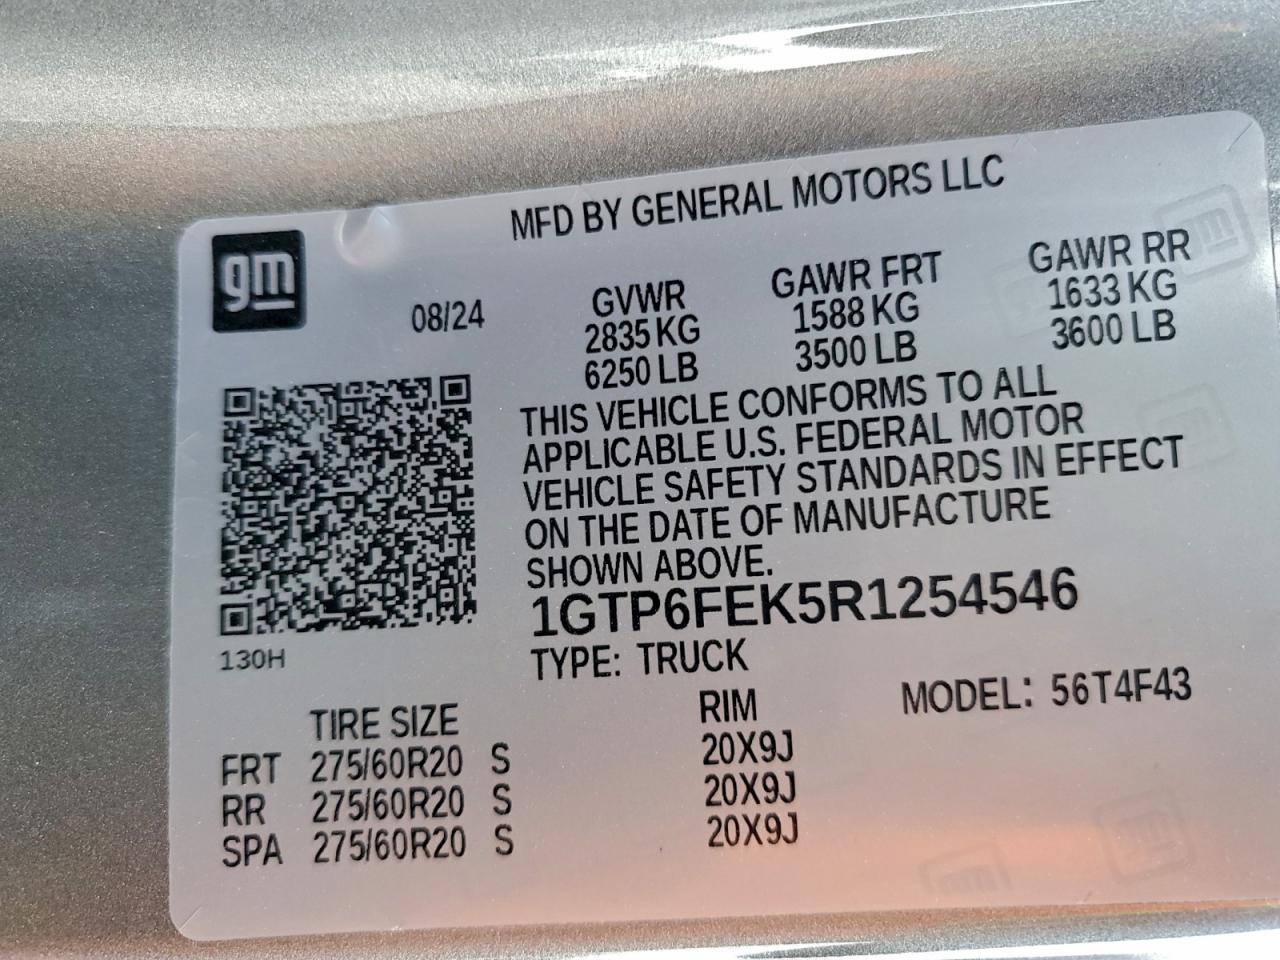 MFD BY GENERAL MOTORS LLC
gm
08/24
GVWR GAWR FRT GAWR RR
2835 KG 1588 KG 1633 KG
6250 LB 3500 LB 3600 LB
THIS VEHICLE CONFORMS TO ALL
APPLICABLE U.S. FEDERAL MOTOR
VEHICLE SAFETY STANDARDS IN EFFECT
ON THE DATE OF MANUFACTURE
SHOWN ABOVE.
1GTP6FEK5R1254546
130H
TYPE: TRUCK
MODEL: 56T4F43
TIRE SIZE RIM
FRT 275/60R20 S 20X9J
RR 275/60R20 S 20X9J
SPA 275/60R20 S 20X9J